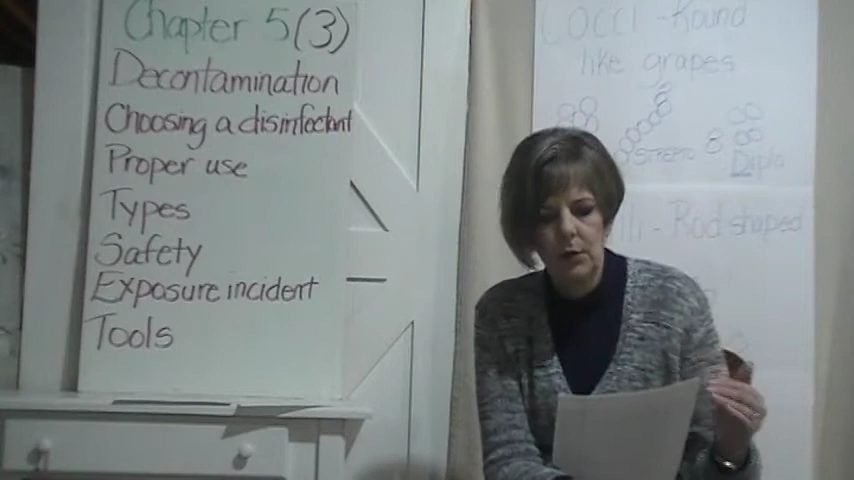 Chapter 5(3)
Decontamination
Choosing a disinfectant
Proper use
Types
Safety
Exposure incident
Tools
Cocci - Round
like grapes
STREPTO
Diplo
- Rod shaped